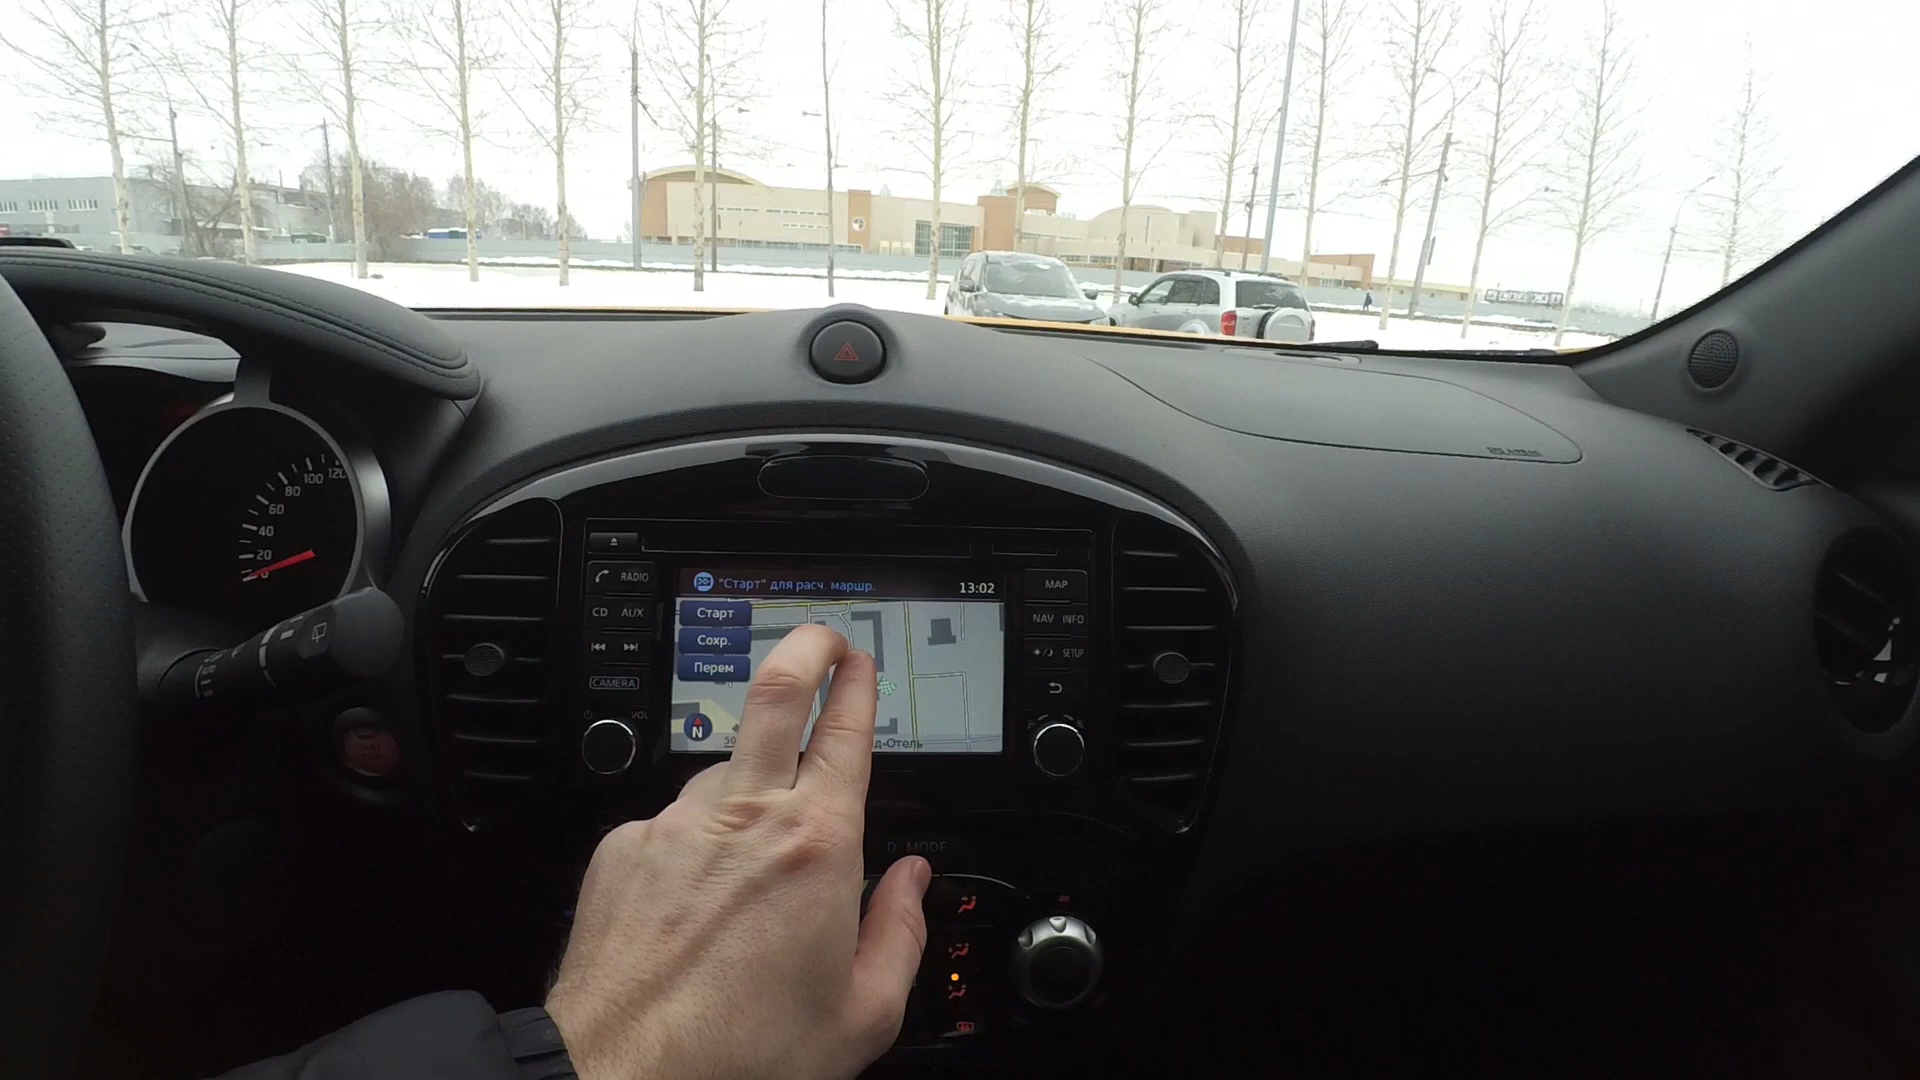 120
100
80
60
40
20
0
RADIO
CD AUX
CAMERA
VOL
"Старт" для расч. маршр.
13:02
Старт
Сохр.
Перем
N
д-Отель
MAP
NAV INFO
SETUP
D-MODE